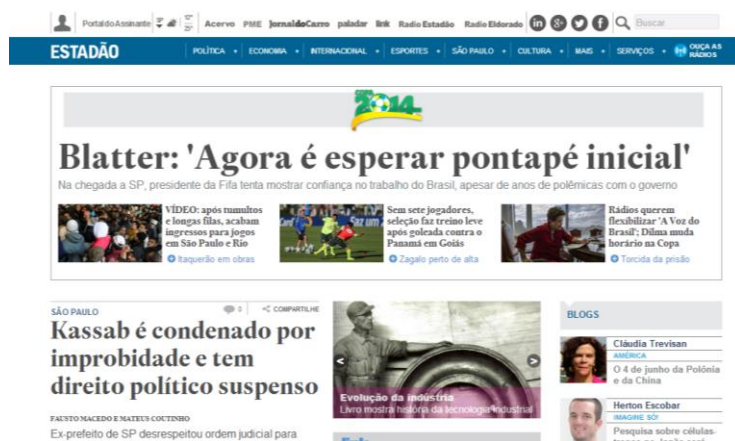 Portal do Assinante
Acervo PME JornaldoCarro paladar link Radio Estadão Radio Eldorado
Buscar
ESTADÃO
POLÍTICA ECONOMIA INTERNACIONAL ESPORTES SÃO PAULO CULTURA MAIS SERVIÇOS OUÇA AS
RÁDIOS
COPA
2014
Blatter: 'Agora é esperar pontapé inicial'
Na chegada a SP, presidente da Fifa tenta mostrar confiança no trabalho do Brasil, apesar de anos de polêmicas com o governo
VÍDEO: após tumultos
e longas filas, acabam
ingressos para jogos
em São Paulo e Rio
Itaquerão em obras
Sem sete jogadores,
seleção faz treino leve
após goleada contra o
Panamá em Goiás
Zagalo perto de alta
Rádios querem
flexibilizar 'A Voz do
Brasil'; Dilma muda
horário na Copa
Torcida da prisão
SÃO PAULO
0 COMPARTILHE
Kassab é condenado por
improbidade e tem
direito político suspenso
FAUSTO MACEDO E MATEUS COUTINHO
Ex-prefeito de SP desrespeitou ordem judicial para
Evolução da indústria
Livro mostra história da tecnologia industrial
BLOGS
Cláudia Trevisan
AMÉRICA
O 4 de junho da Polônia
e da China
Herton Escobar
IMAGINE SÓ!
Pesquisa sobre células-